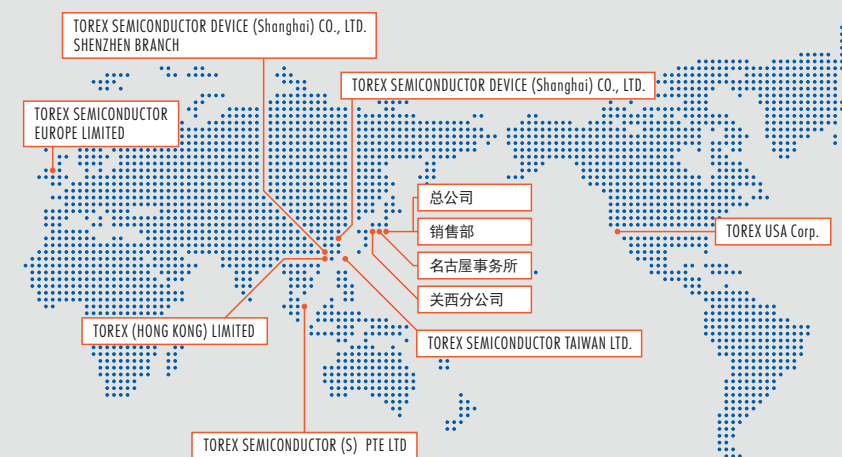 TOREX SEMICONDUCTOR DEVICE (Shanghai) CO., LTD.
SHENZHEN BRANCH
TOREX SEMICONDUCTOR DEVICE (Shanghai) CO., LTD.
TOREX SEMICONDUCTOR
EUROPE LIMITED
总公司
销售部
名古屋事务所
关西分公司
TOREX USA Corp.
TOREX (HONG KONG) LIMITED
TOREX SEMICONDUCTOR TAIWAN LTD.
TOREX SEMICONDUCTOR (S) PTE LTD